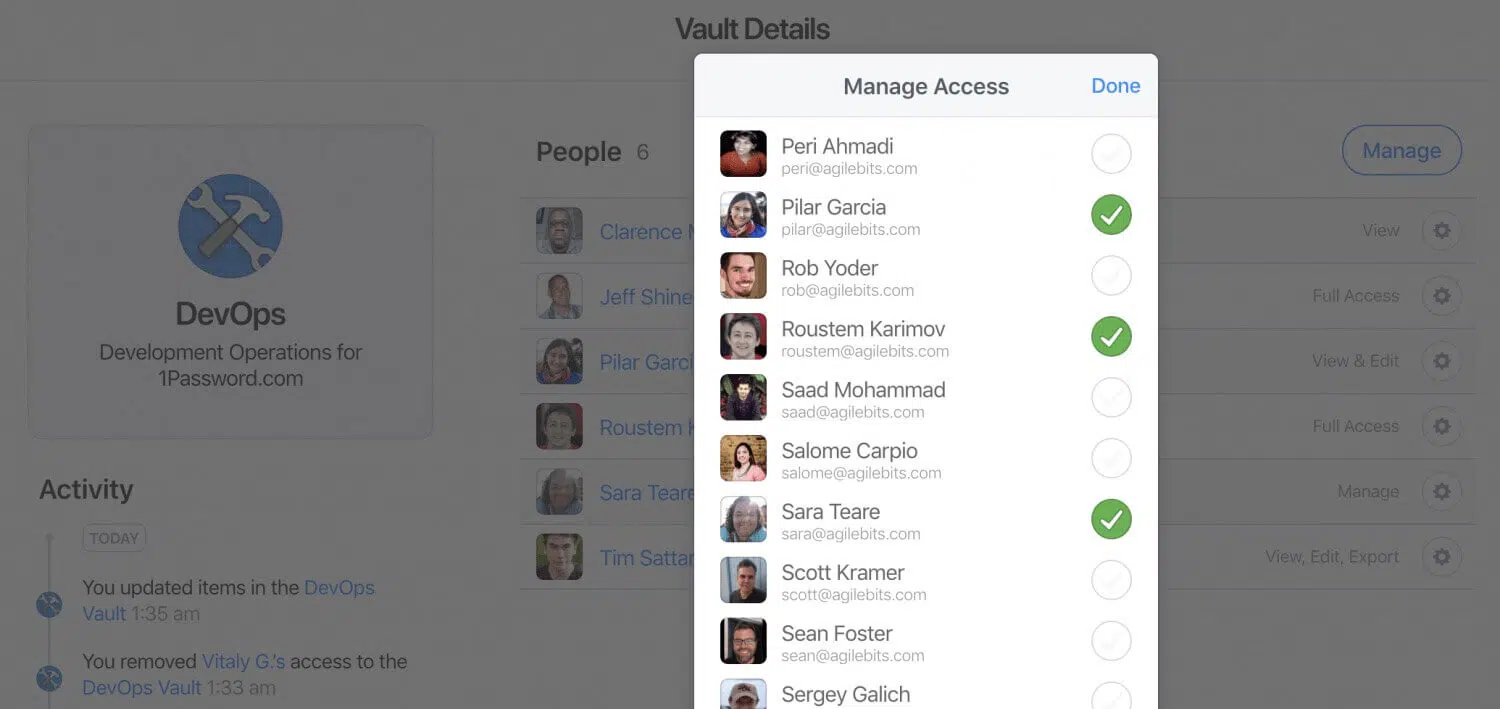 Vault Details
DevOps
Development Operations for
1Password.com
Activity
TODAY
You updated items in the DevOps
Vault 1:35 am
You removed Vitaly G.'s access to the
DevOps Vault 1:33 am
People 6
Manage
Clarence
View
Jeff Shine
Full Access
Pilar Garci
View & Edit
Roustem
Full Access
Sara Teare
Manage
Tim Sattar
View, Edit, Export
Manage Access
Done
Peri Ahmadi
peri@agilebits.com
Pilar Garcia
pilar@agilebits.com
Rob Yoder
rob@agilebits.com
Roustem Karimov
roustem@agilebits.com
Saad Mohammad
saad@agilebits.com
Salome Carpio
salome@agilebits.com
Sara Teare
sara@agilebits.com
Scott Kramer
scott@agilebits.com
Sean Foster
sean@agilebits.com
Sergey Galich